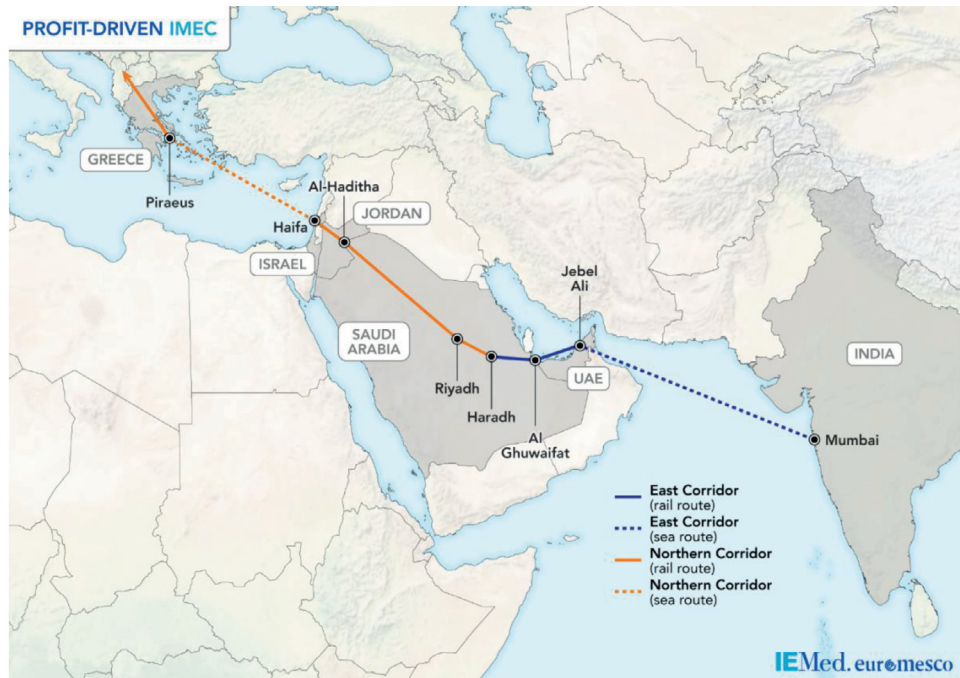 PROFIT-DRIVEN IMEC
GREECE
Piraeus
Al-Haditha
Haifa
JORDAN
ISRAEL
Jebel
Ali
SAUDI
ARABIA
INDIA
UAE
Riyadh
Haradh
Al
Ghuwaifat
Mumbai
East Corridor
(rail route)
East Corridor
(sea route)
Northern Corridor
(rail route)
Northern Corridor
(sea route)
IEMed. euromesco